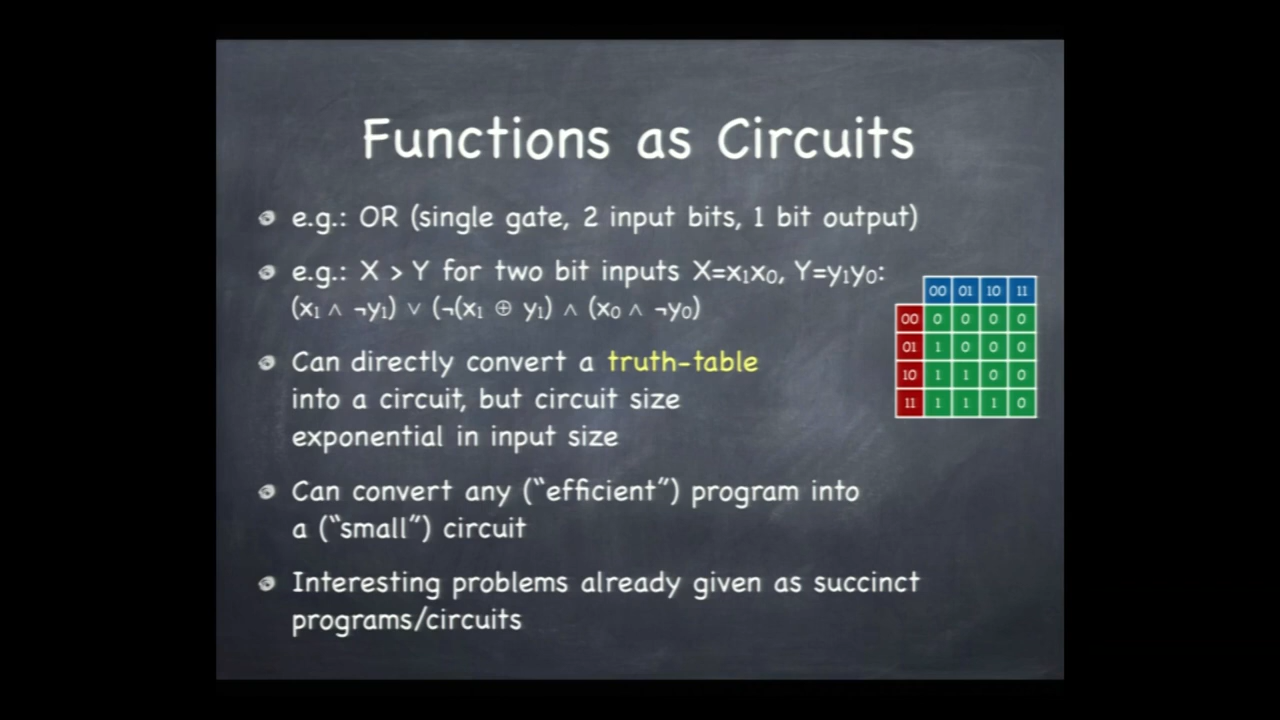 Functions as Circuits
e.g.: OR (single gate, 2 input bits, 1 bit output)
e.g.: X > Y for two bit inputs X=x₁x₀, Y=y₁y₀:
(x₁ ∧ ¬y₁) ∨ (¬(x₁ ⊕ y₁) ∧ (x₀ ∧ ¬y₀)
Can directly convert a truth-table
into a circuit, but circuit size
exponential in input size
Can convert any (“efficient”) program into
a (“small”) circuit
Interesting problems already given as succinct
programs/circuits
00 01 10 11
00 0 0 0 0
01 1 0 0 0
10 1 1 0 0
11 1 1 1 0